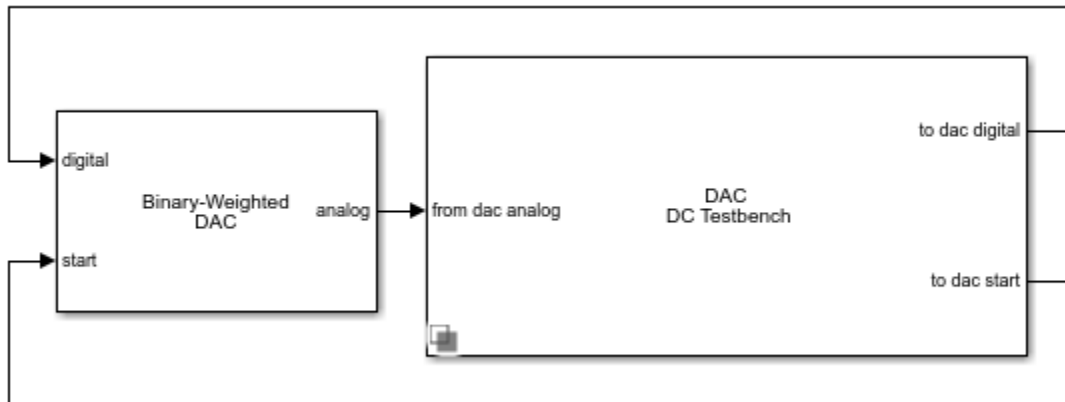 digital
Binary-Weighted
DAC
analog
start
from dac analog
DAC
DC Testbench
to dac digital
to dac start